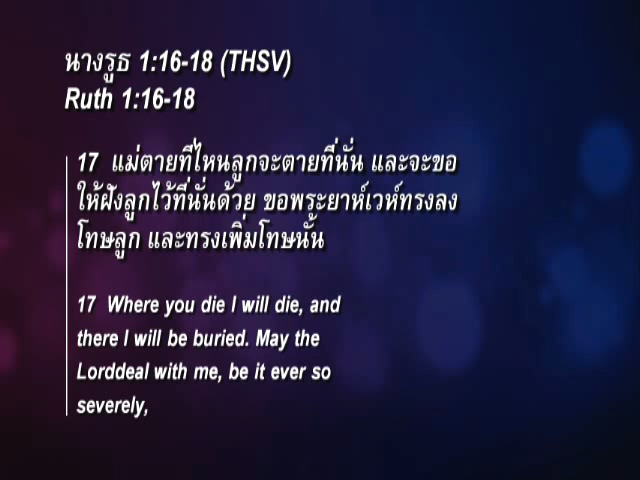 นางรูธ 1:16-18 (THSV)
Ruth 1:16-18
17 แม่ตายที่ไหนลูกจะตายที่นั่น และจะขอ
ให้ฝังลูกไว้ที่นั่นด้วย ขอพระยาห์เวห์ทรงลง
โทษลูก และทรงเพิ่มโทษนั้น
17 Where you die I will die, and
there I will be buried. May the
Lorddeal with me, be it ever so
severely,